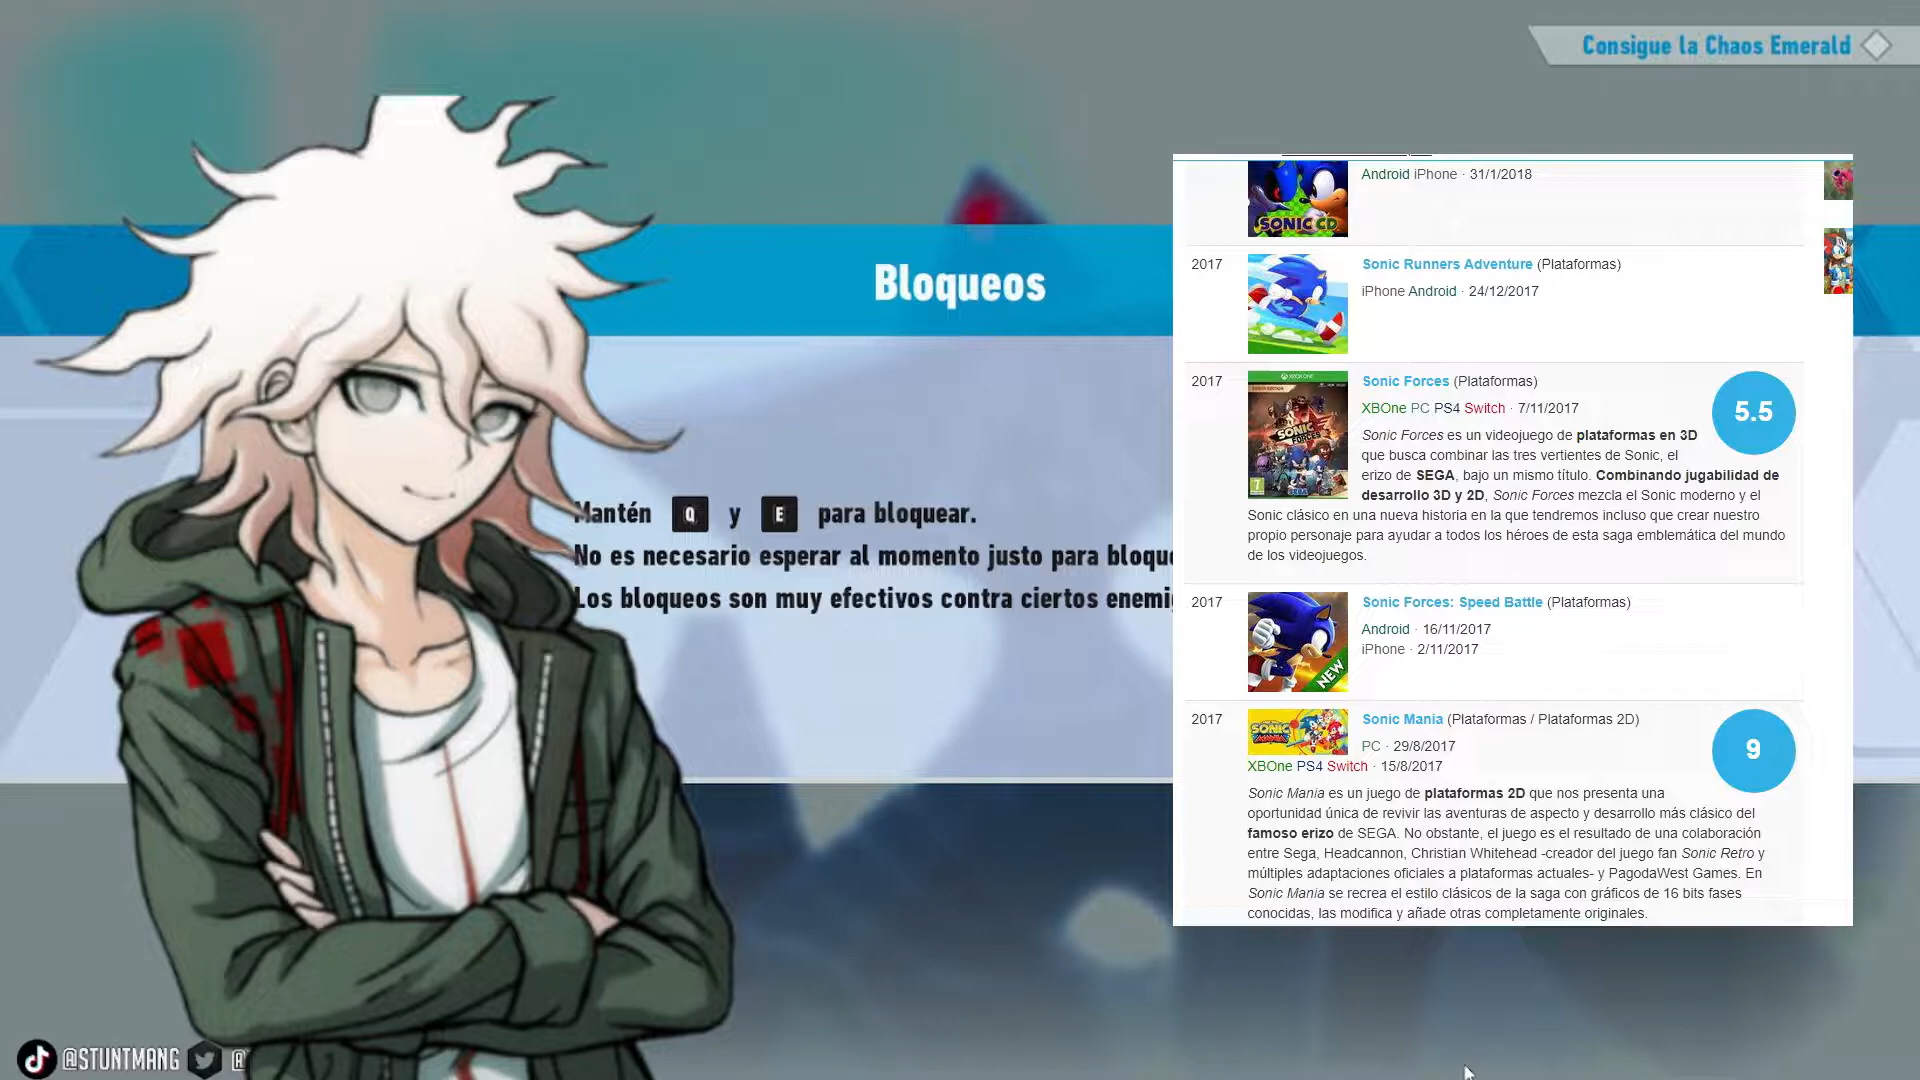 Consigue la Chaos Emerald
Bloqueos
Mantén Q y E para bloquear.
No es necesario esperar al momento justo para
Los bloqueos son muy efectivos contra ciertos
SONIC CD
Android iPhone · 31/1/2018
2017
Sonic Runners Adventure (Plataformas)
iPhone Android · 24/12/2017
2017
XBOX ONE
SONIC FORCES
SEGA
7
Sonic Forces (Plataformas)
5.5
XBOne PC PS4 Switch · 7/11/2017
Sonic Forces es un videojuego de plataformas en 3D
que busca combinar las tres vertientes de Sonic, el
erizo de SEGA, bajo un mismo título. Combinando jugabilidad de
desarrollo 3D y 2D, Sonic Forces mezcla el Sonic moderno y el
Sonic clásico en una nueva historia en la que tendremos incluso que crear nuestro
propio personaje para ayudar a todos los héroes de esta saga emblemática del mundo
de los videojuegos.
2017
NEW
Sonic Forces: Speed Battle (Plataformas)
Android · 16/11/2017
iPhone · 2/11/2017
2017
SONIC MANIA
Sonic Mania (Plataformas / Plataformas 2D)
9
PC · 29/8/2017
XBOne PS4 Switch · 15/8/2017
Sonic Mania es un juego de plataformas 2D que nos presenta una
oportunidad única de revivir las aventuras de aspecto y desarrollo más clásico del
famoso erizo de SEGA. No obstante, el juego es el resultado de una colaboración
entre Sega, Headcannon, Christian Whitehead -creador del juego fan Sonic Retro y
múltiples adaptaciones oficiales a plataformas actuales- y PagodaWest Games. En
Sonic Mania se recrea el estilo clásicos de la saga con gráficos de 16 bits fases
conocidas, las modifica y añade otras completamente originales.
@STUNTMANG